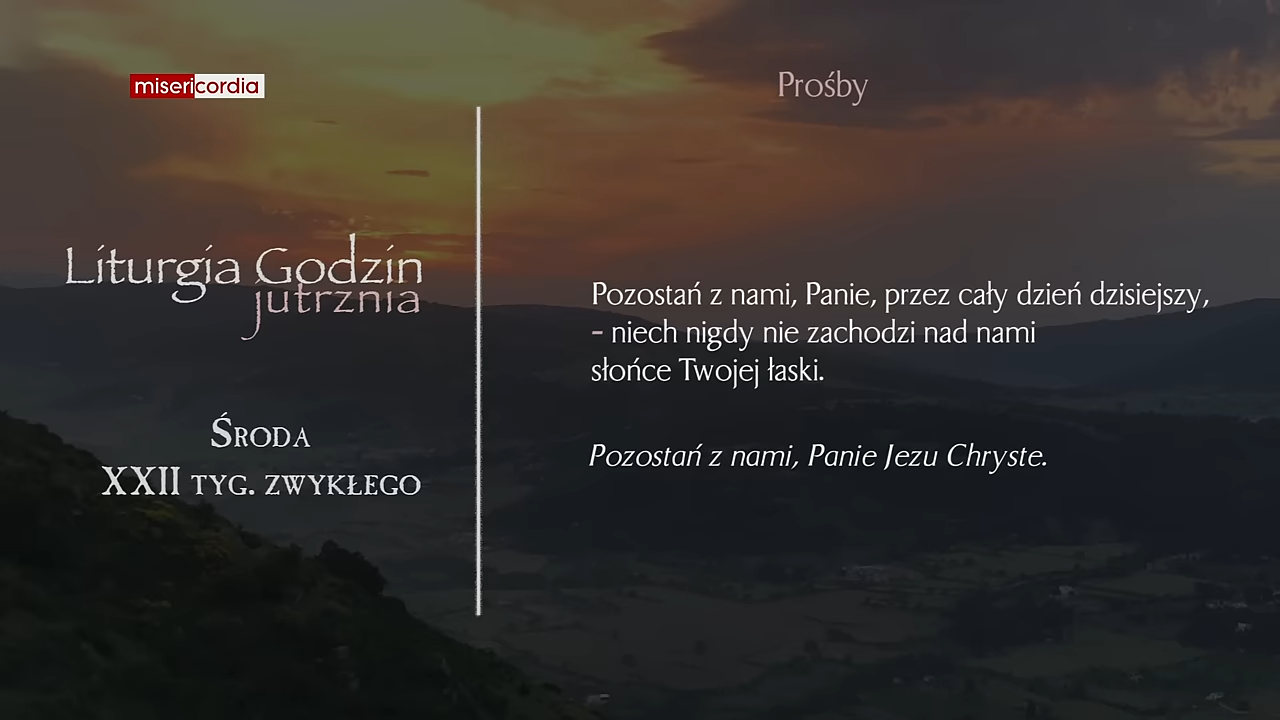 misericordia
Liturgia Godzin
jutrznia
Środa
XXII tyg. zwykłego
Prośby
Pozostań z nami, Panie, przez cały dzień dzisiejszy,
- niech nigdy nie zachodzi nad nami
słońce Twojej łaski.
Pozostań z nami, Panie Jezu Chryste.